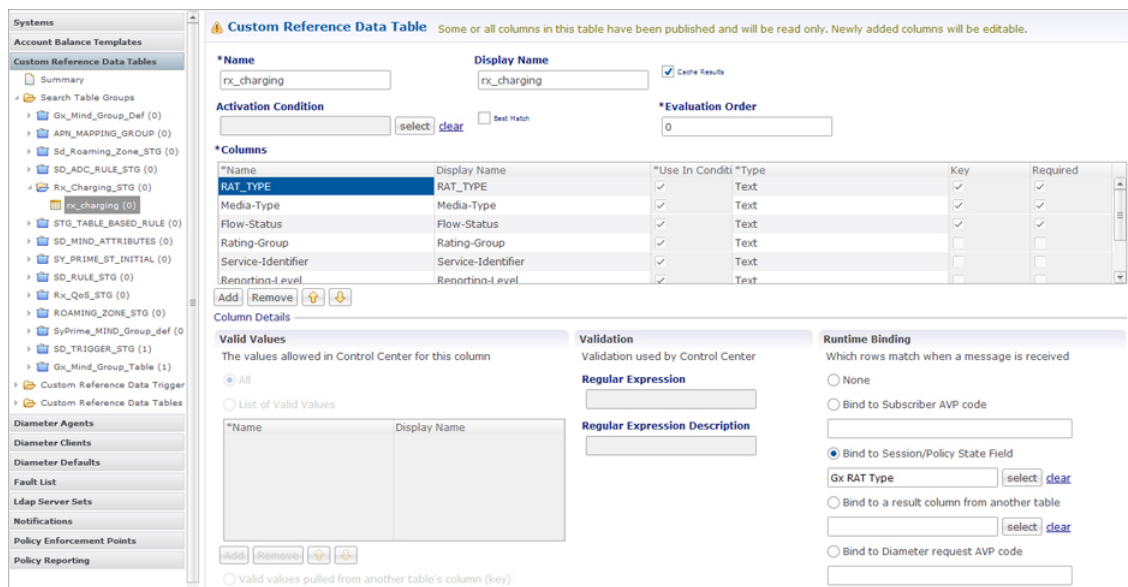 Systems
Account Balance Templates
Custom Reference Data Tables
Summary
Search Table Groups
Gx_Mind_Group_Def (0)
APN_MAPPING_GROUP (0)
Sd_Roaming_Zone_STG (0)
SD_ADC_RULE_STG (0)
Rx_Charging_STG (0)
rx_charging (0)
STG_TABLE_BASED_RULE (0)
SD_MIND_ATTRIBUTES (0)
SY_PRIME_ST_INITIAL (0)
SD_RULE_STG (0)
Rx_QoS_STG (0)
ROAMING_ZONE_STG (0)
SyPrime_MIND_Group_def (0
SD_TRIGGER_STG (1)
Gx_Mind_Group_Table (1)
Custom Reference Data Trigger
Custom Reference Data Tables
Diameter Agents
Diameter Clients
Diameter Defaults
Fault List
Ldap Server Sets
Notifications
Policy Enforcement Points
Policy Reporting
Custom Reference Data Table Some or all columns in this table have been published and will be read only. Newly added columns will be editable.
*Name Display Name
rx_charging rx_charging Cache Results
Activation Condition *Evaluation Order
select clear Best Match 0
*Columns
*Name Display Name *Use In Conditi *Type Key Required
RAT_TYPE RAT_TYPE Text
Media-Type Media-Type Text
Flow-Status Flow-Status Text
Rating-Group Rating-Group Text
Service-Identifier Service-Identifier Text
Reporting-Level Reporting-Level Text
Add Remove
Column Details
Valid Values Validation Runtime Binding
The values allowed in Control Center for this column Validation used by Control Center Which rows match when a message is received
All Regular Expression None
List of Valid Values Bind to Subscriber AVP code
*Name Display Name Regular Expression Description
Bind to Session/Policy State Field
Gx RAT Type select clear
Bind to a result column from another table
select clear
Add Remove Bind to Diameter request AVP code
Valid values pulled from another table's column (key)